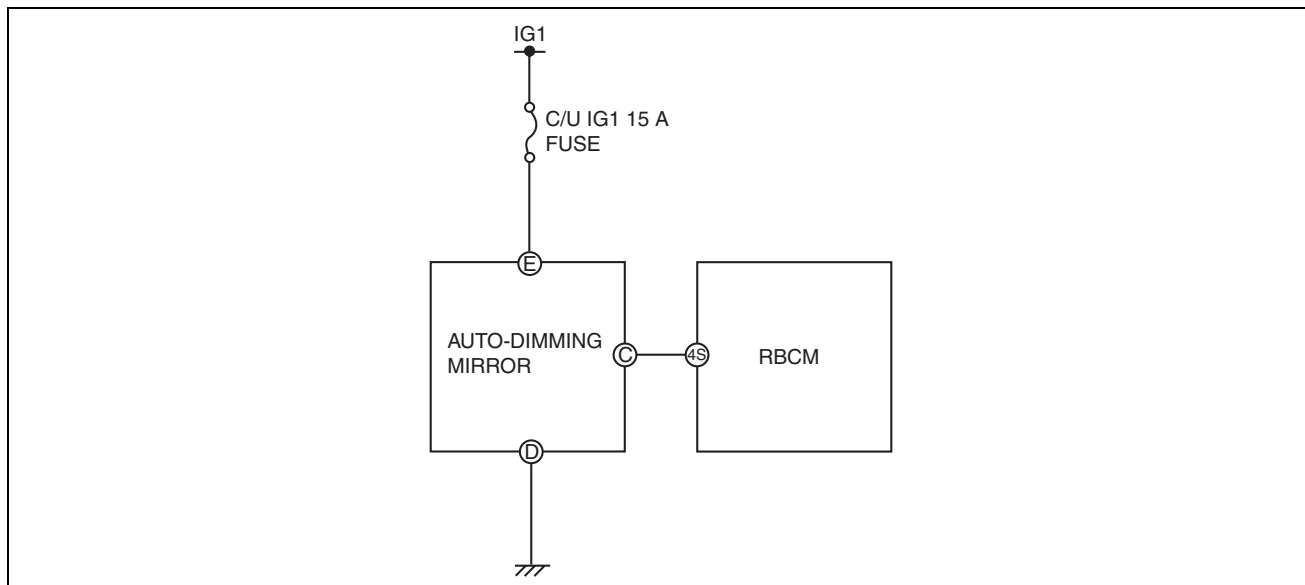 IG1
C/U IG1 15 A
FUSE
E
AUTO-DIMMING
MIRROR
C
4S
RBCM
D